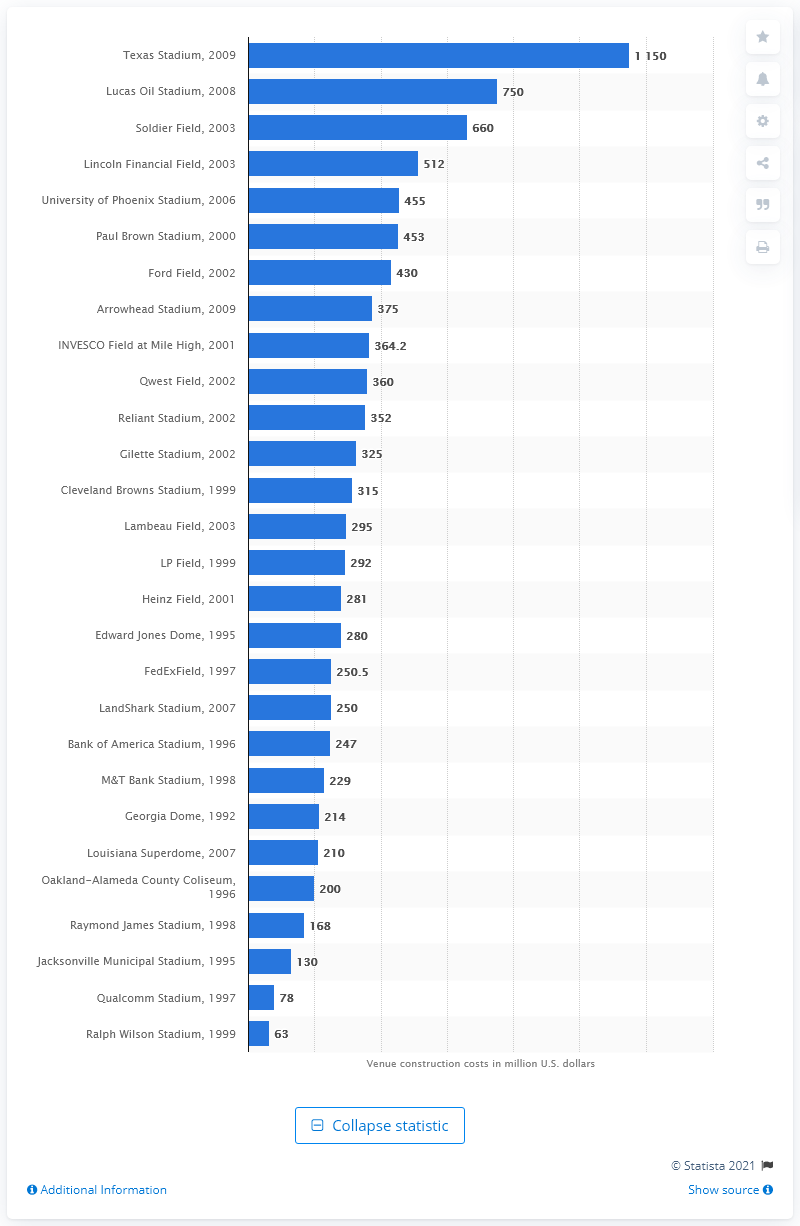 Texas Stadium, 2009 1 150
Lucas Oil Stadium, 2008 750
Soldier Field, 2003 660
Lincoln Financial Field, 2003 512
University of Phoenix Stadium, 2006 455
Paul Brown Stadium, 2000 453
Ford Field, 2002 430
Arrowhead Stadium, 2009 375
INVESCO Field at Mile High, 2001 364.2
Qwest Field, 2002 360
Reliant Stadium, 2002 352
Gilette Stadium, 2002 325
Cleveland Browns Stadium, 1999 315
Lambeau Field, 2003 295
LP Field, 1999 292
Heinz Field, 2001 281
Edward Jones Dome, 1995 280
FedExField, 1997 250.5
LandShark Stadium, 2007 250
Bank of America Stadium, 1996 247
M&T Bank Stadium, 1998 229
Georgia Dome, 1992 214
Louisiana Superdome, 2007 210
Oakland-Alameda County Coliseum,
1996 200
Raymond James Stadium, 1998 168
Jacksonville Municipal Stadium, 1995 130
Qualcomm Stadium, 1997 78
Ralph Wilson Stadium, 1999 63
Venue construction costs in million U.S. dollars
Collapse statistic
© Statista 2021
Additional Information Show source